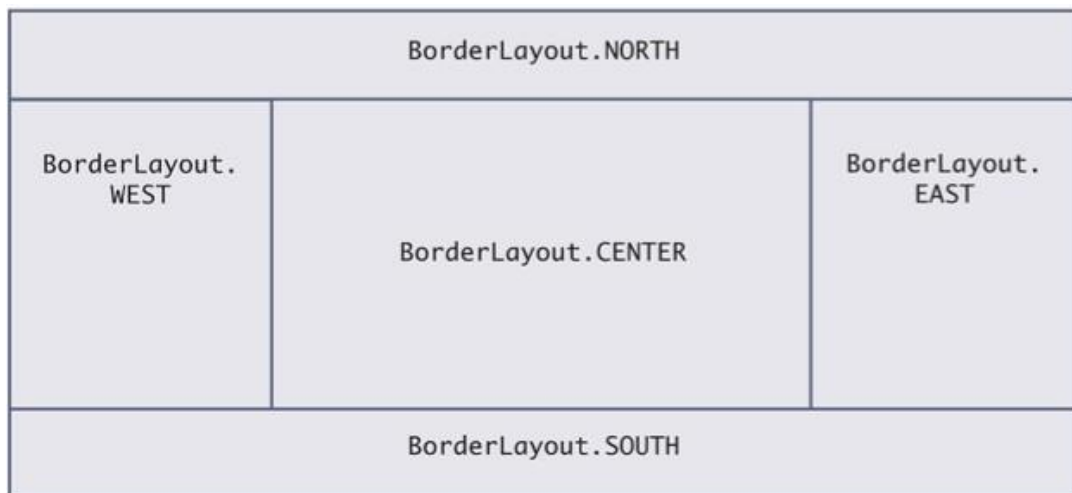 BorderLayout.NORTH
BorderLayout.
WEST
BorderLayout.CENTER
BorderLayout.
EAST
BorderLayout.SOUTH